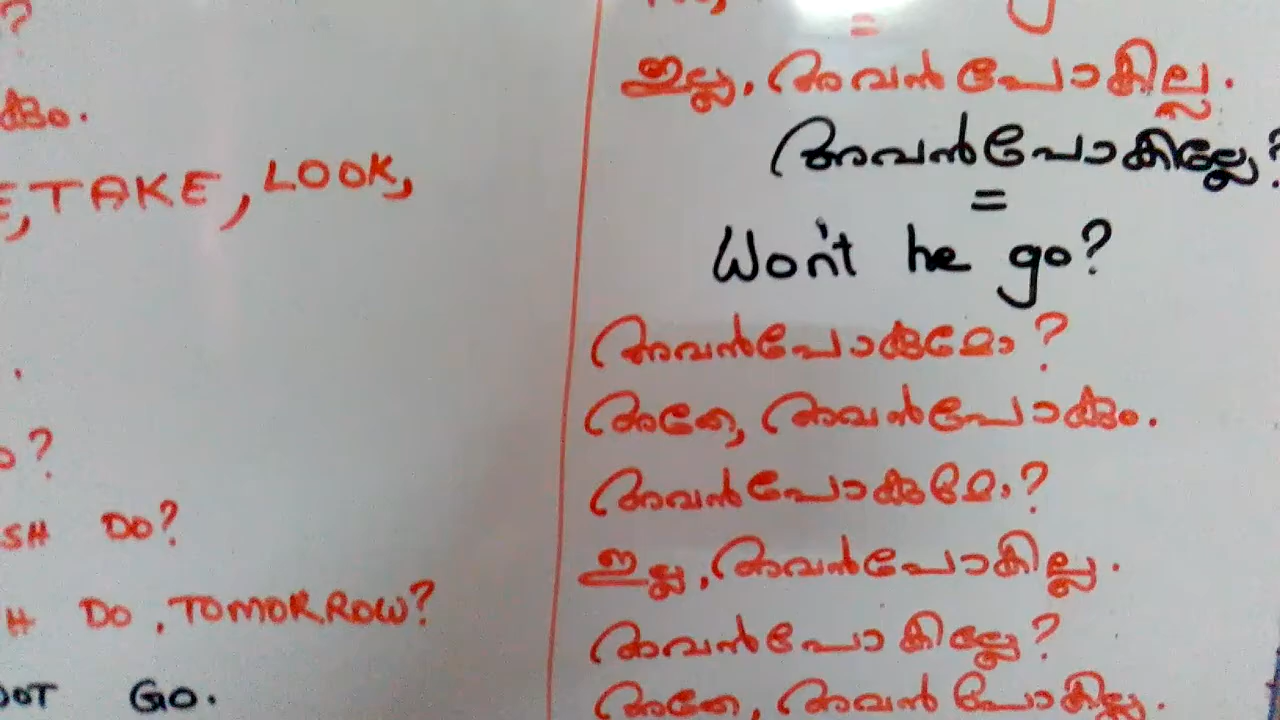 ?
TAKE, LOOK,
?
DO?
DO, TOMORROW?
GO.
ഇല്ല, അവൻ പോകില്ല.
അവൻ പോകില്ലേ?
=
Won't he go?
അവൻ പോകുമോ?
അതെ, അവൻ പോകും.
അവൻ പോകുമോ?
ഇല്ല, അവൻ പോകില്ല.
അവൻ പോകില്ലേ?
അതെ, അവൻ പോകില്ല.